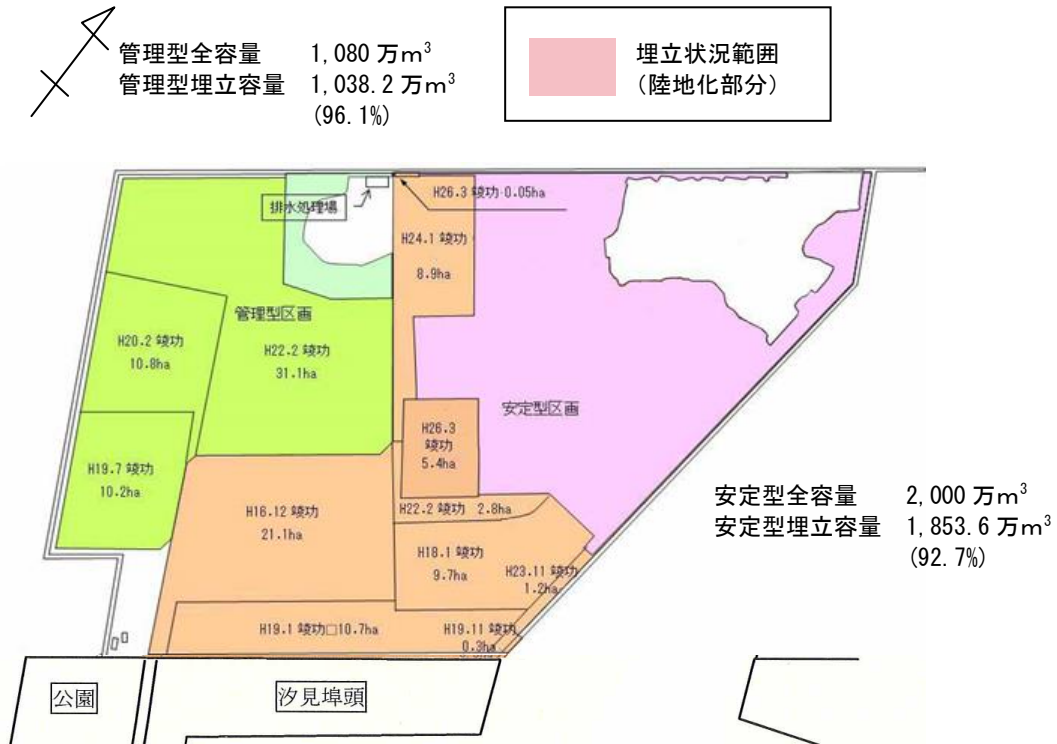 管理型全容量 1,080 万m³
管理型埋立容量 1,038.2 万m³
(96.1%)
埋立状況範囲
(陸地化部分)
排水処理場
H26.3 竣功 0.05ha
H24.1 竣功
8.9ha
管理型区画
H20.2 竣功
10.8ha
H22.2 竣功
31.1ha
安定型区画
H26.3
竣功
5.4ha
H19.7 竣功
10.2ha
H16.12 竣功
21.1ha
H22.2 竣功 2.8ha
安定型全容量 2,000 万m³
安定型埋立容量 1,853.6 万m³
(92.7%)
H18.1 竣功
9.7ha
H23.11 竣功
1.2ha
H19.1 竣功□10.7ha
H19.11 竣功
0.3ha
公園
汐見埠頭